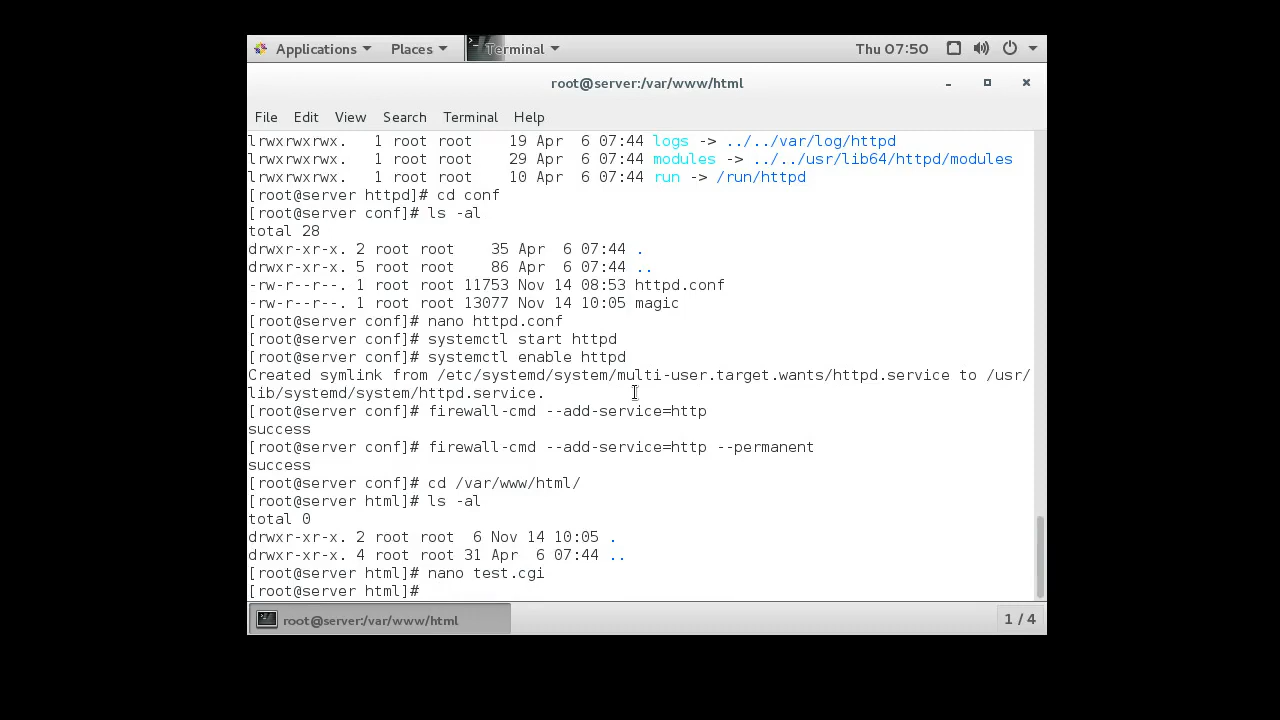 Applications Places Terminal Thu 07:50
root@server:/var/www/html
File Edit View Search Terminal Help
lrwxrwxrwx.   1 root root    19 Apr  6 07:44 logs -> ../../var/log/httpd
lrwxrwxrwx.   1 root root    29 Apr  6 07:44 modules -> ../../usr/lib64/httpd/modules
lrwxrwxrwx.   1 root root    10 Apr  6 07:44 run -> /run/httpd
[root@server httpd]# cd conf
[root@server conf]# ls -al
total 28
drwxr-xr-x. 2 root root    35 Apr  6 07:44 .
drwxr-xr-x. 5 root root    86 Apr  6 07:44 ..
-rw-r--r--. 1 root root 11753 Nov 14 08:53 httpd.conf
-rw-r--r--. 1 root root 13077 Nov 14 10:05 magic
[root@server conf]# nano httpd.conf
[root@server conf]# systemctl start httpd
[root@server conf]# systemctl enable httpd
Created symlink from /etc/systemd/system/multi-user.target.wants/httpd.service to /usr/
lib/systemd/system/httpd.service.
[root@server conf]# firewall-cmd --add-service=http
success
[root@server conf]# firewall-cmd --add-service=http --permanent
success
[root@server conf]# cd /var/www/html/
[root@server html]# ls -al
total 0
drwxr-xr-x. 2 root root  6 Nov 14 10:05 .
drwxr-xr-x. 4 root root 31 Apr  6 07:44 ..
[root@server html]# nano test.cgi
[root@server html]#
root@server:/var/www/html 1 / 4